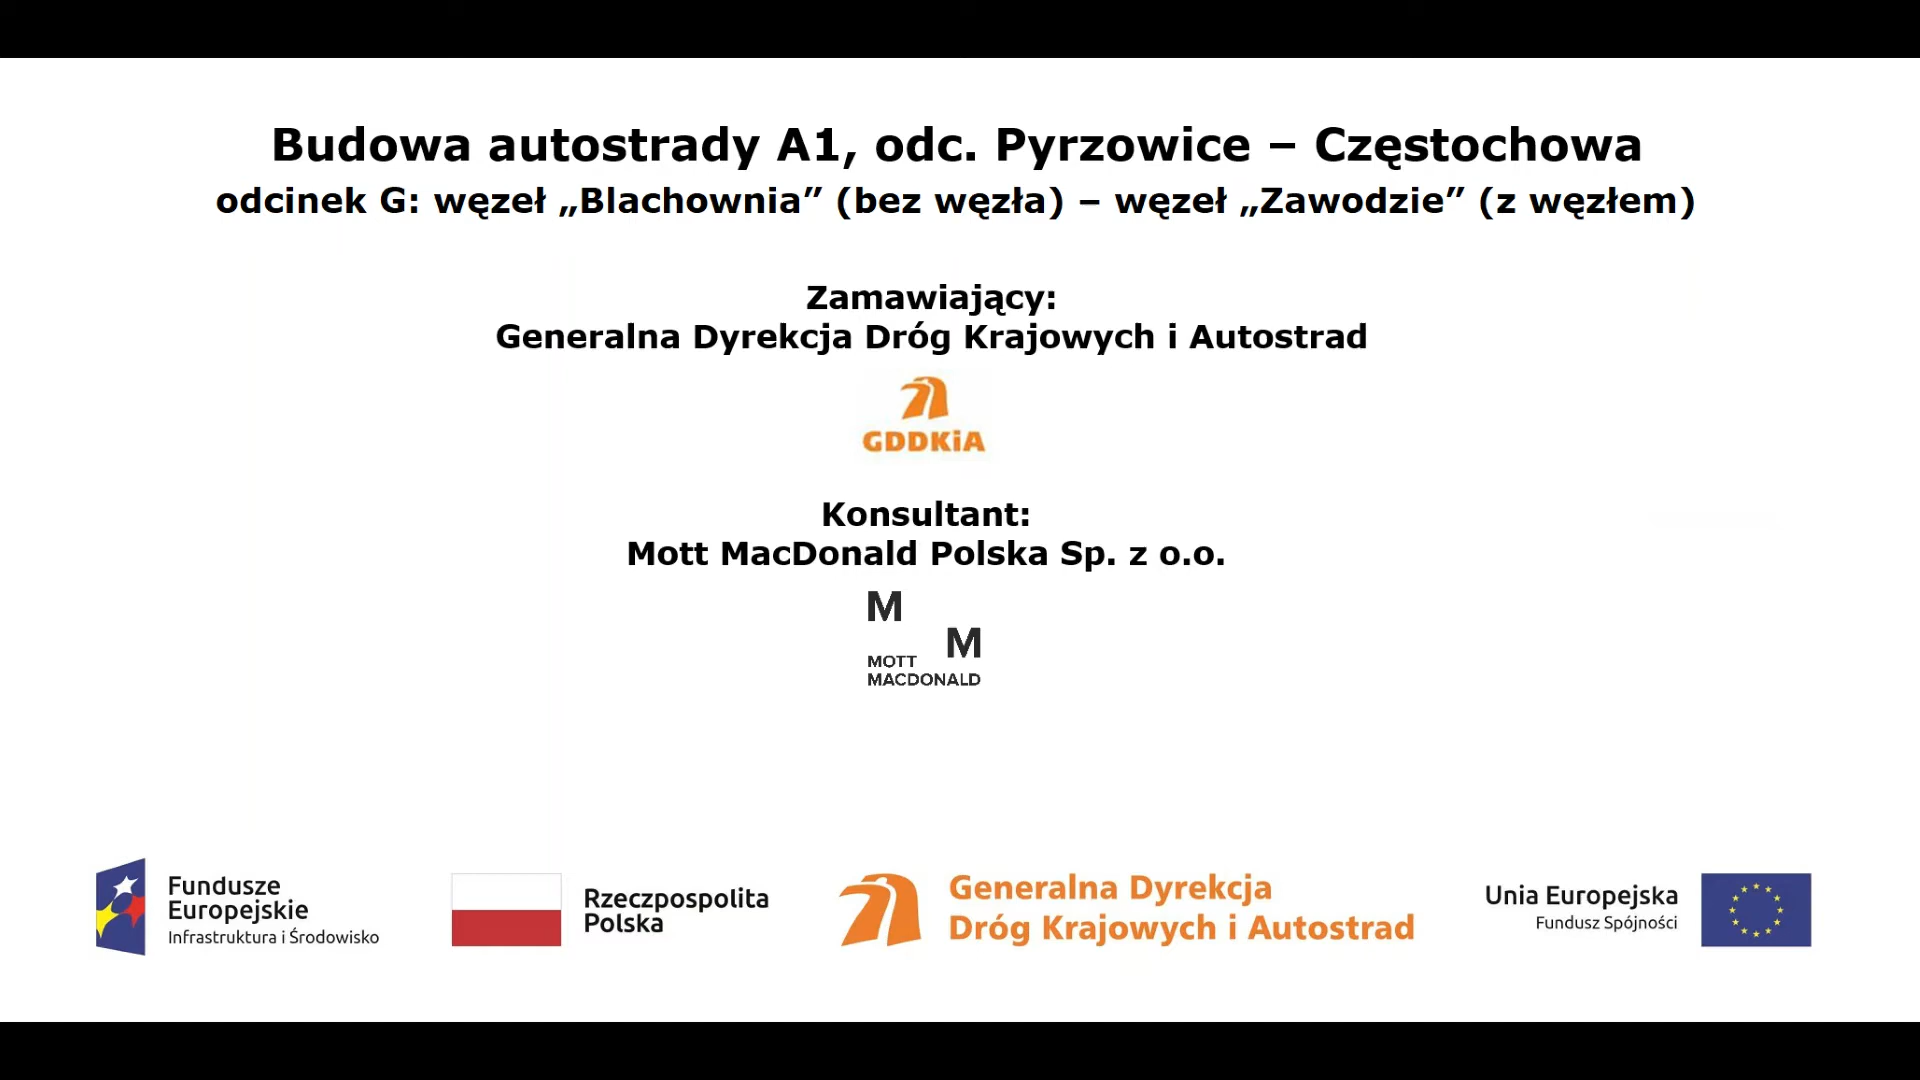 Budowa autostrady A1, odc. Pyrzowice – Częstochowa
odcinek G: węzeł „Blachownia” (bez węzła) – węzeł „Zawodzie” (z węzłem)
Zamawiający:
Generalna Dyrekcja Dróg Krajowych i Autostrad
GDDKiA
Konsultant:
Mott MacDonald Polska Sp. z o.o.
M
M
MOTT
MACDONALD
Fundusze
Europejskie
Infrastruktura i Środowisko
Rzeczpospolita
Polska
Generalna Dyrekcja
Dróg Krajowych i Autostrad
Unia Europejska
Fundusz Spójności